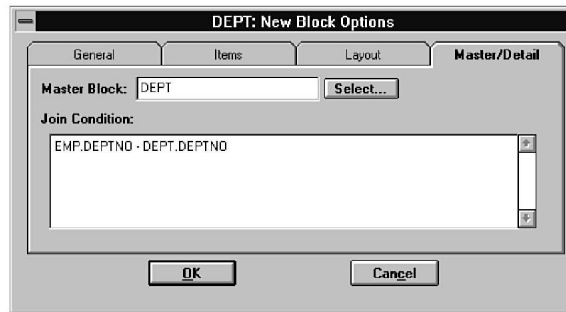 DEPT: New Block Options
General Items Layout Master/Detail
Master Block: DEPT Select...
Join Condition:
EMP.DEPTNO - DEPT.DEPTNO
OK Cancel